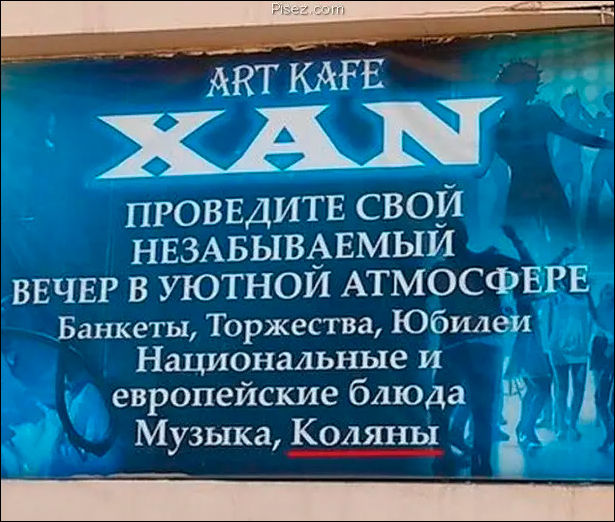 Pisez.com
ART KAFE
XAN
ПРОВЕДИТЕ СВОЙ
НЕЗАБЫВАЕМЫЙ
ВЕЧЕР В УЮТНОЙ АТМОСФЕРЕ
Банкеты, Торжества, Юбилеи
Национальные и
европейские блюда
Музыка, Коляны